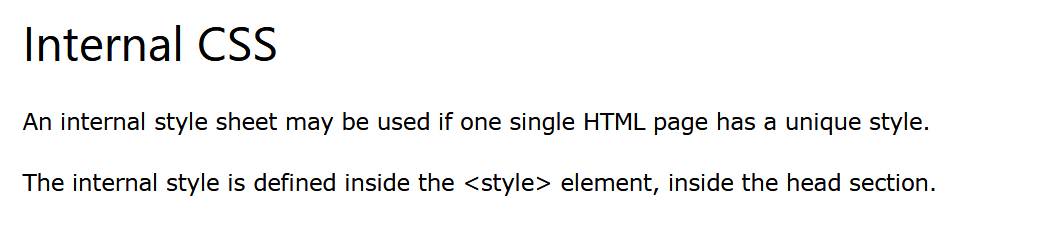 Internal CSS
An internal style sheet may be used if one single HTML page has a unique style.
The internal style is defined inside the <style> element, inside the head section.